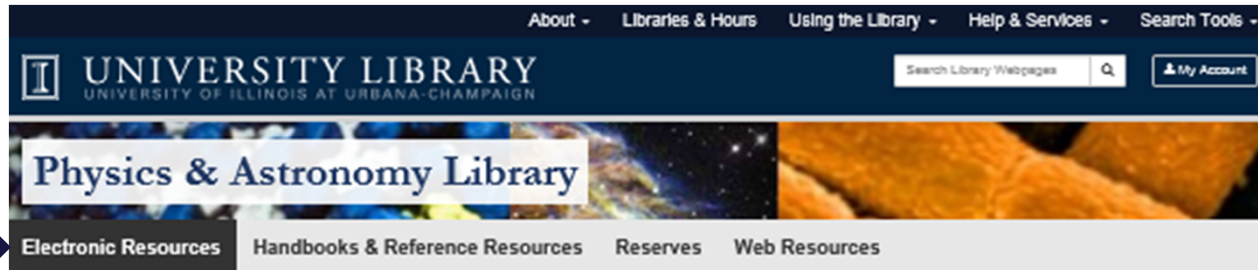 About Libraries & Hours Using the Library Help & Services Search Tools
I UNIVERSITY LIBRARY
UNIVERSITY OF ILLINOIS AT URBANA-CHAMPAIGN
Search Library Webpages My Account
Physics & Astronomy Library
Electronic Resources Handbooks & Reference Resources Reserves Web Resources